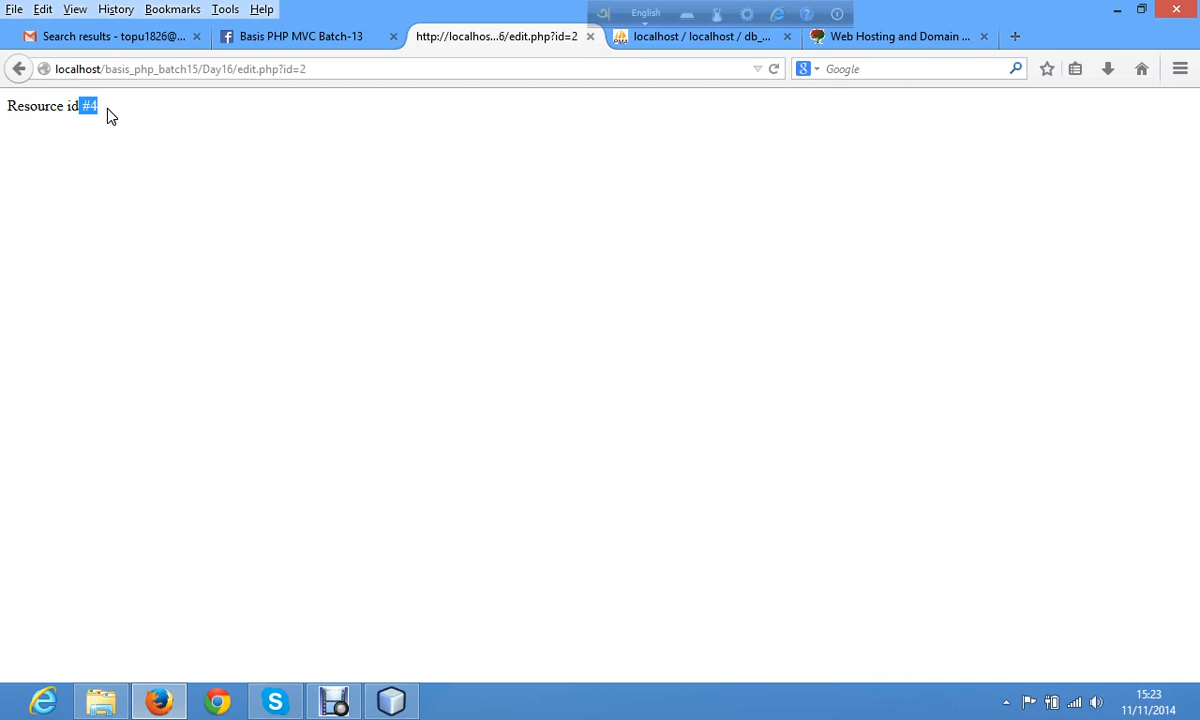 File Edit View History Bookmarks Tools Help
English
Search results - topu1826@...
Basis PHP MVC Batch-13
http://localhos...6/edit.php?id=2
localhost / localhost / db_...
Web Hosting and Domain ...
localhost/basis_php_batch15/Day16/edit.php?id=2
Google
Resource id #4
15:23
11/11/2014